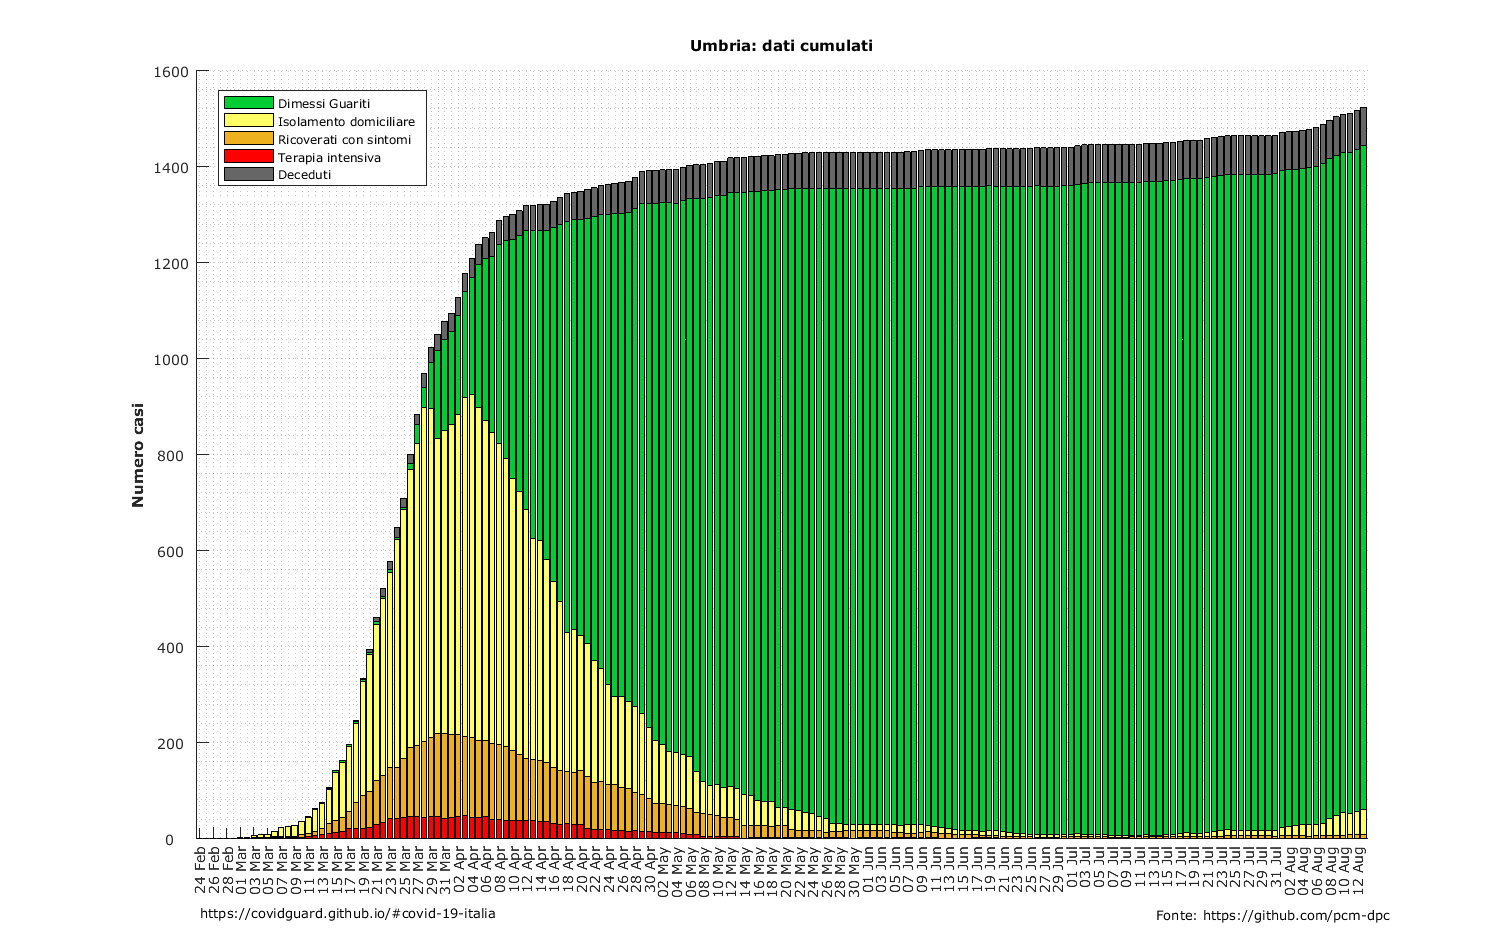 Umbria: dati cumulati
1600
1400
1200
1000
800
600
400
200
0
Numero casi
Dimessi Guariti
Isolamento domiciliare
Ricoverati con sintomi
Terapia intensiva
Deceduti
24 Feb
26 Feb
28 Feb
01 Mar
03 Mar
05 Mar
07 Mar
09 Mar
11 Mar
13 Mar
15 Mar
17 Mar
19 Mar
21 Mar
23 Mar
25 Mar
27 Mar
29 Mar
31 Mar
02 Apr
04 Apr
06 Apr
08 Apr
10 Apr
12 Apr
14 Apr
16 Apr
18 Apr
20 Apr
22 Apr
24 Apr
26 Apr
28 Apr
30 Apr
02 May
04 May
06 May
08 May
10 May
12 May
14 May
16 May
18 May
20 May
22 May
24 May
26 May
28 May
30 May
01 Jun
03 Jun
05 Jun
07 Jun
09 Jun
11 Jun
13 Jun
15 Jun
17 Jun
19 Jun
21 Jun
23 Jun
25 Jun
27 Jun
29 Jun
01 Jul
03 Jul
05 Jul
07 Jul
09 Jul
11 Jul
13 Jul
15 Jul
17 Jul
19 Jul
21 Jul
23 Jul
25 Jul
27 Jul
29 Jul
31 Jul
02 Aug
04 Aug
06 Aug
08 Aug
10 Aug
12 Aug
https://covidguard.github.io/#covid-19-italia
Fonte: https://github.com/pcm-dpc